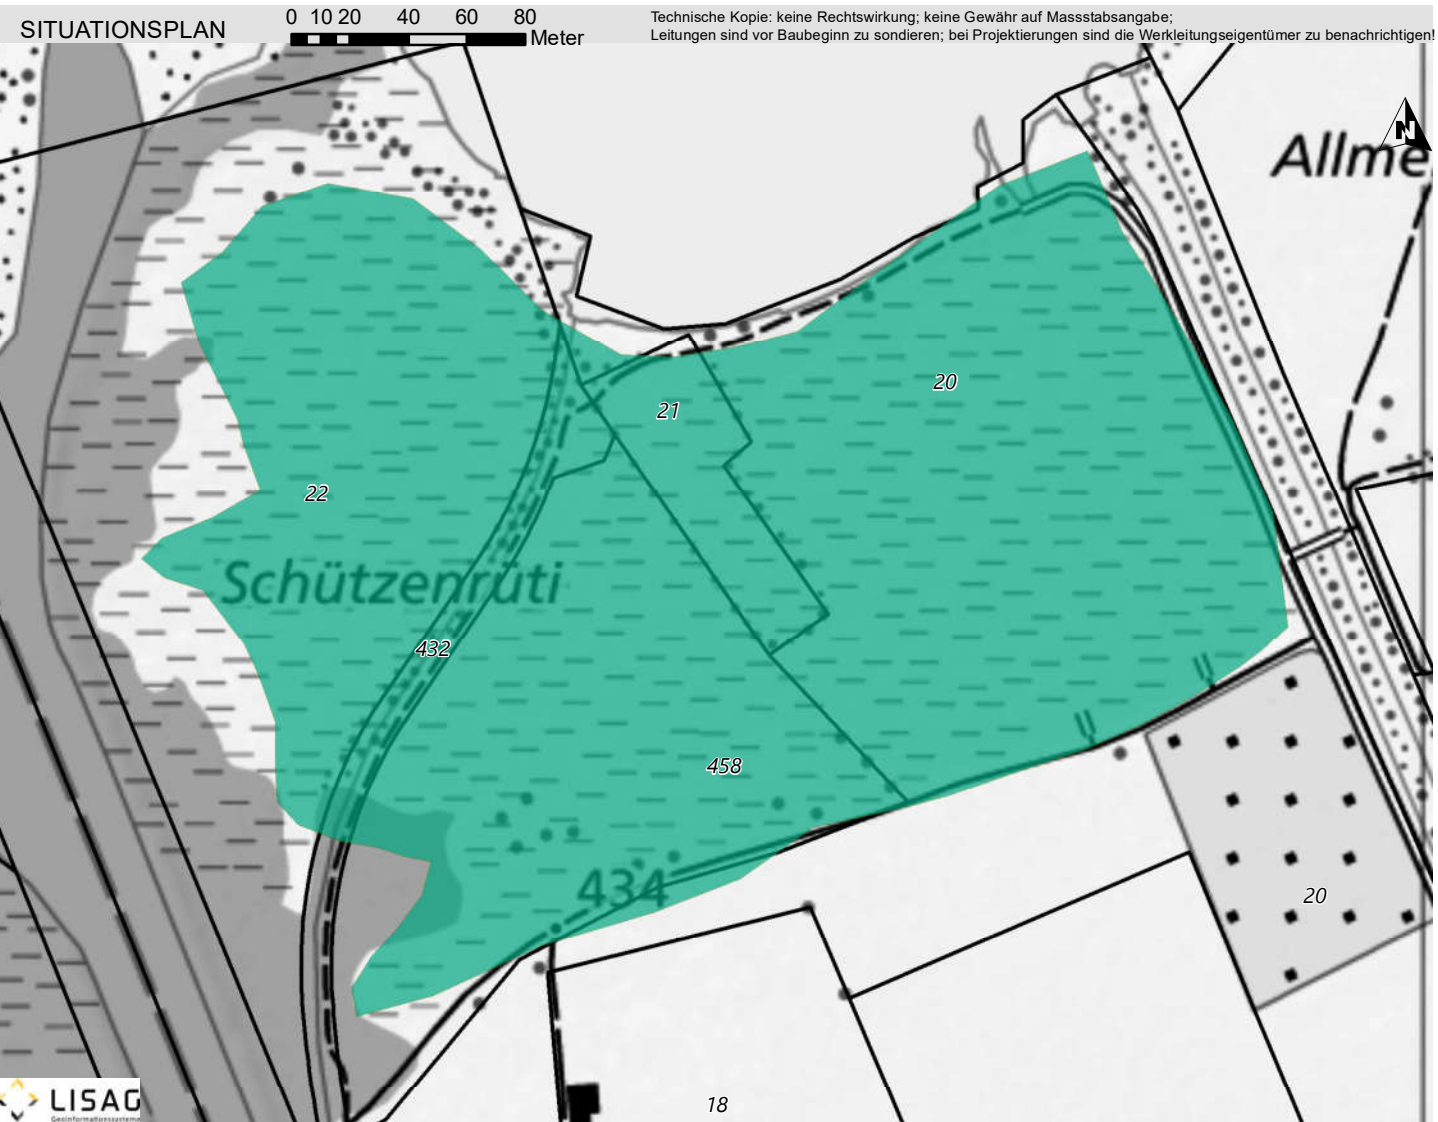 SITUATIONSPLAN
0 10 20 40 60 80
Meter
Technische Kopie: keine Rechtswirkung; keine Gewähr auf Massstabsangabe;
Leitungen sind vor Baubeginn zu sondieren; bei Projektierungen sind die Werkleitungseigentümer zu benachrichtigen!
N
Allme
20
21
22
Schützenrüti
432
458
434
20
18
LISAG
Geoinformationssysteme